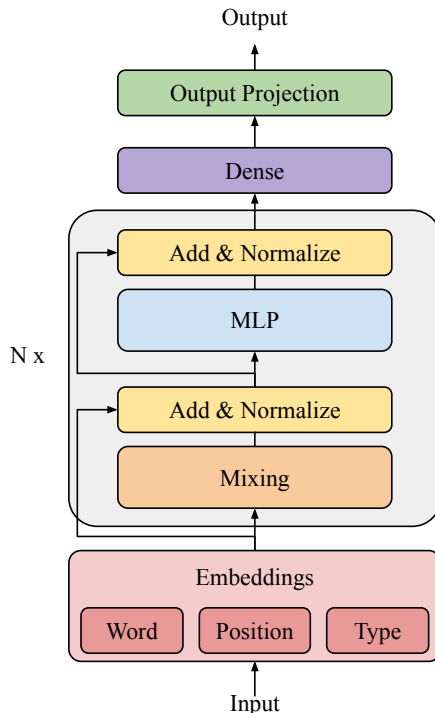 Output
Output Projection
Dense
Add & Normalize
MLP
N x
Add & Normalize
Mixing
Embeddings
Word Position Type
Input